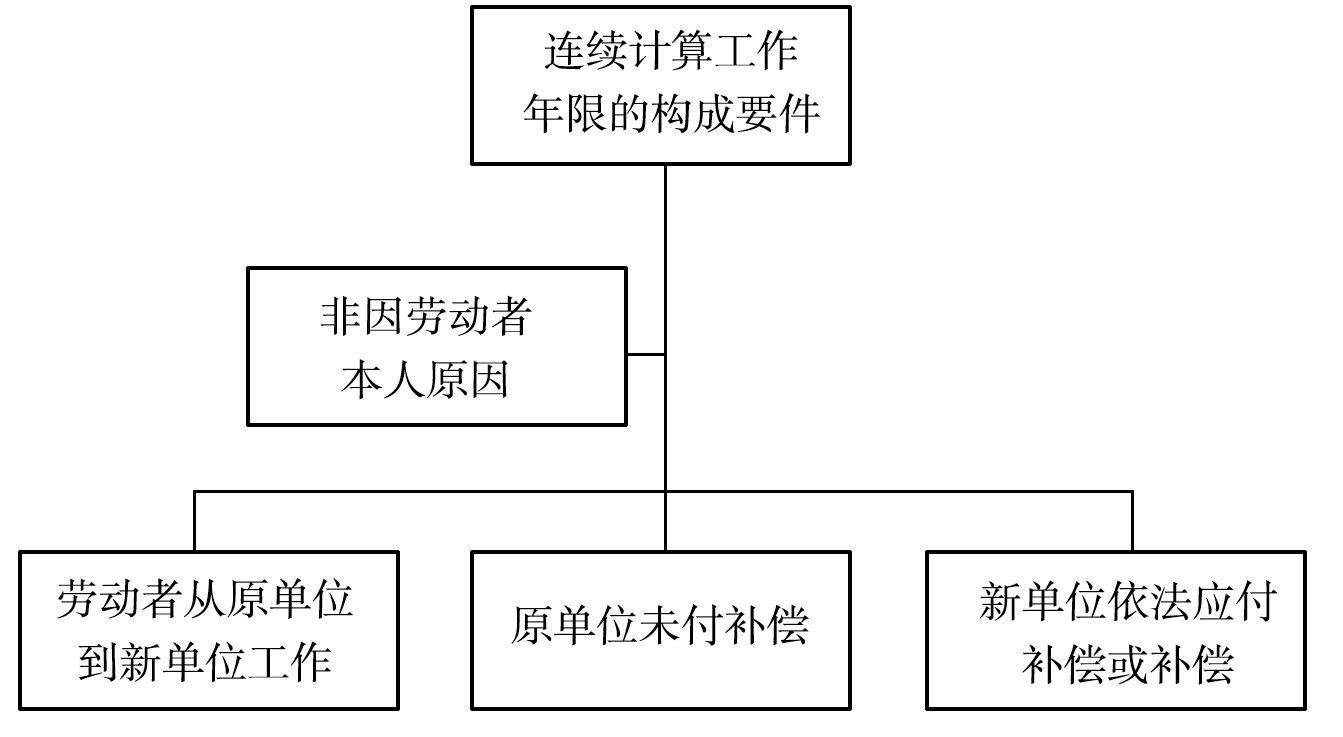 连续计算工作
年限的构成要件
非因劳动者
本人原因
劳动者从原单位
到新单位工作
原单位未付补偿
新单位依法应付
补偿或补偿